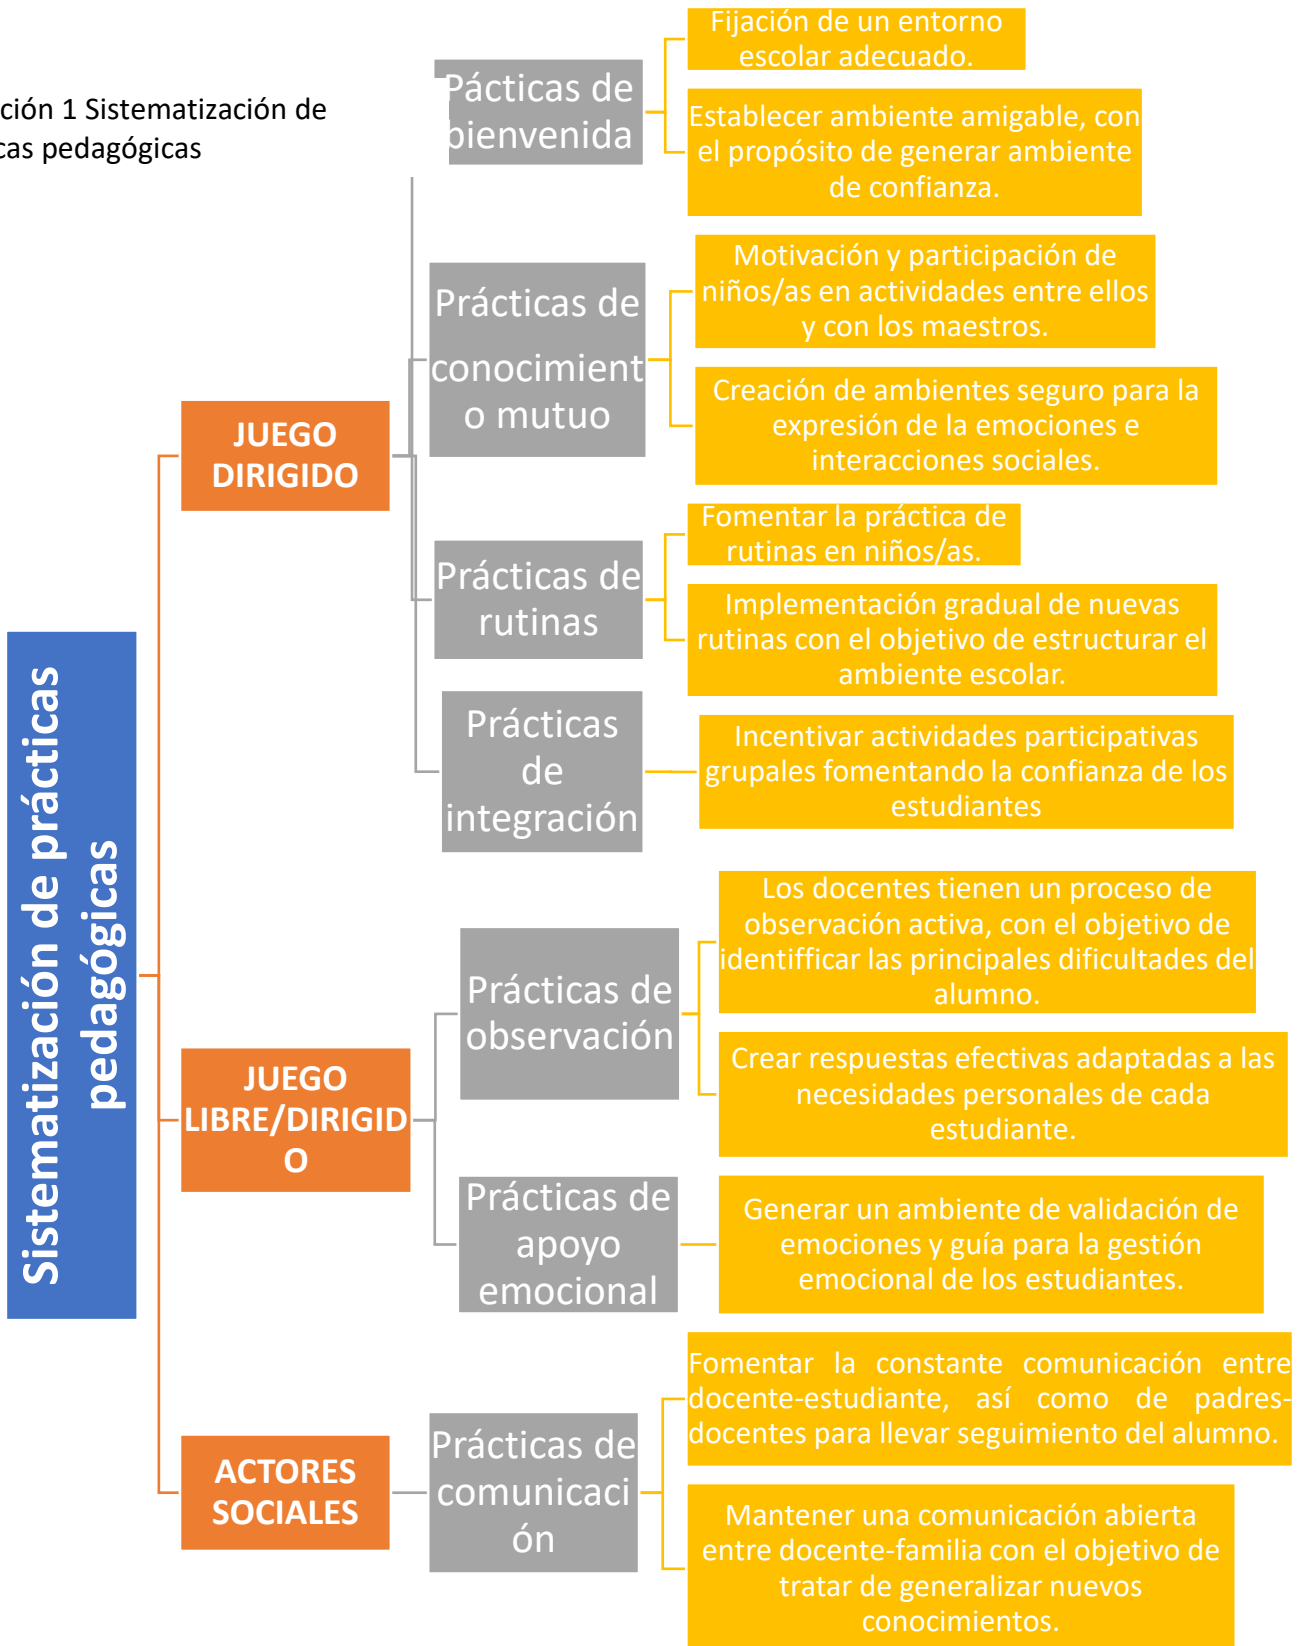 ción 1 Sistematización de
cas pedagógicas
Sistematización de prácticas
pedagógicas
JUEGO
DIRIGIDO
Pácticas de
bienvenida
Fijación de un entorno
escolar adecuado.
Establecer ambiente amigable, con
el propósito de generar ambiente
de confianza.
Prácticas de
conocimient
o mutuo
Motivación y participación de
niños/as en actividades entre ellos
y con los maestros.
Creación de ambientes seguro para la
expresión de la emociones e
interacciones sociales.
Prácticas de
rutinas
Fomentar la práctica de
rutinas en niños/as.
Implementación gradual de nuevas
rutinas con el objetivo de estructurar el
ambiente escolar.
Prácticas
de
integración
Incentivar actividades participativas
grupales fomentando la confianza de los
estudiantes
JUEGO
LIBRE/DIRIGID
O
Prácticas de
observación
Los docentes tienen un proceso de
observación activa, con el objetivo de
identifficar las principales dificultades del
alumno.
Crear respuestas efectivas adaptadas a las
necesidades personales de cada
estudiante.
Prácticas de
apoyo
emocional
Generar un ambiente de validación de
emociones y guía para la gestión
emocional de los estudiantes.
ACTORES
SOCIALES
Prácticas de
comunicaci
ón
Fomentar la constante comunicación entre
docente-estudiante, así como de padres-
docentes para llevar seguimiento del alumno.
Mantener una comunicación abierta
entre docente-familia con el objetivo de
tratar de generalizar nuevos
conocimientos.